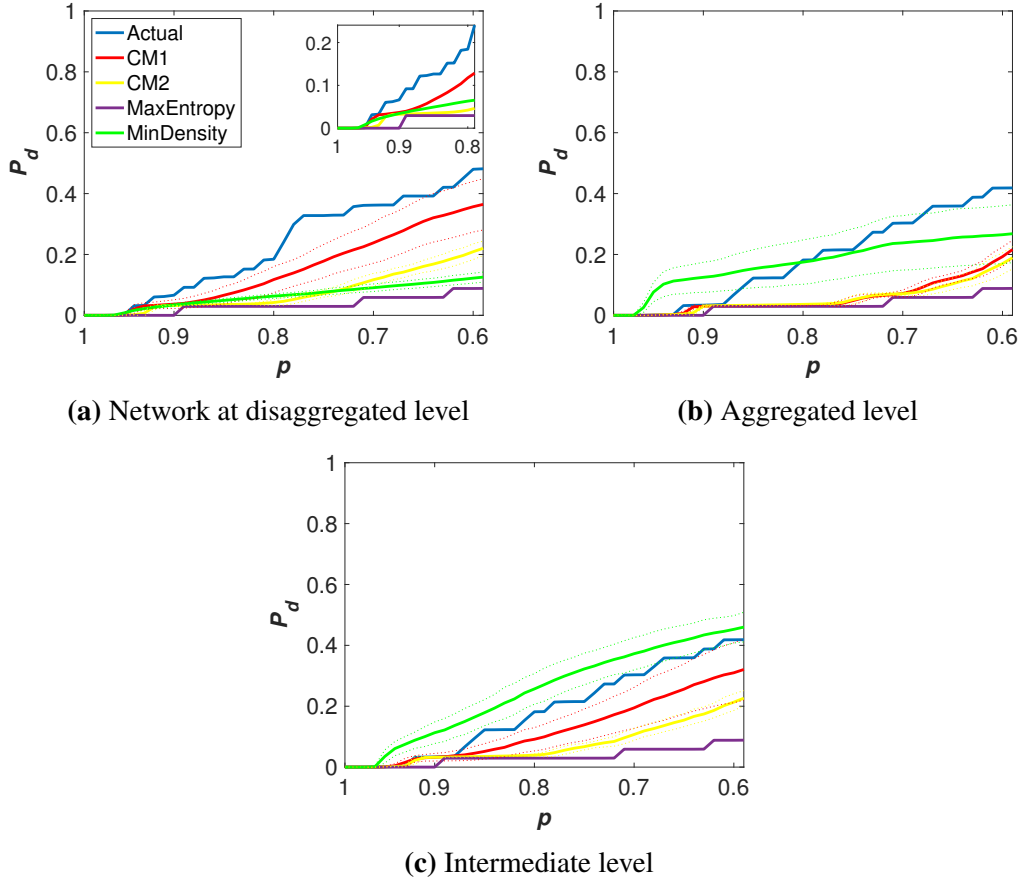 1
0.8
0.6
0.4
0.2
0
P_d
Actual
CM1
CM2
MaxEntropy
MinDensity
0.2
0.1
0
1
0.9
0.8
1
0.9
0.8
0.7
0.6
p
(a) Network at disaggregated level
1
0.8
0.6
0.4
0.2
0
P_d
1
0.9
0.8
0.7
0.6
p
(b) Aggregated level
1
0.8
0.6
0.4
0.2
0
P_d
1
0.9
0.8
0.7
0.6
p
(c) Intermediate level